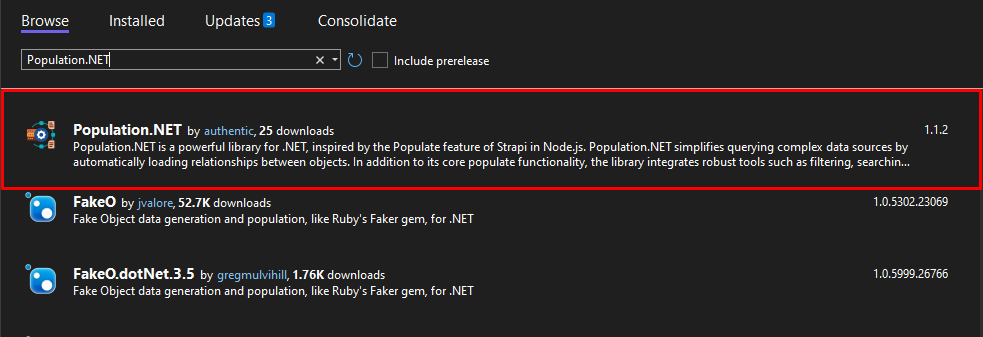 Browse Installed Updates 3 Consolidate
Population.NET Include prerelease
Population.NET by authentic, 25 downloads 1.1.2
Population.NET is a powerful library for .NET, inspired by the Populate feature of Strapi in Node.js. Population.NET simplifies querying complex data sources by
automatically loading relationships between objects. In addition to its core populate functionality, the library integrates robust tools such as filtering, searchin...
FakeO by jvalore, 52.7K downloads 1.0.5302.23069
Fake Object data generation and population, like Ruby's Faker gem, for .NET
FakeO.dotNet.3.5 by gregmulvihill, 1.76K downloads 1.0.5999.26766
Fake Object data generation and population, like Ruby's Faker gem, for .NET